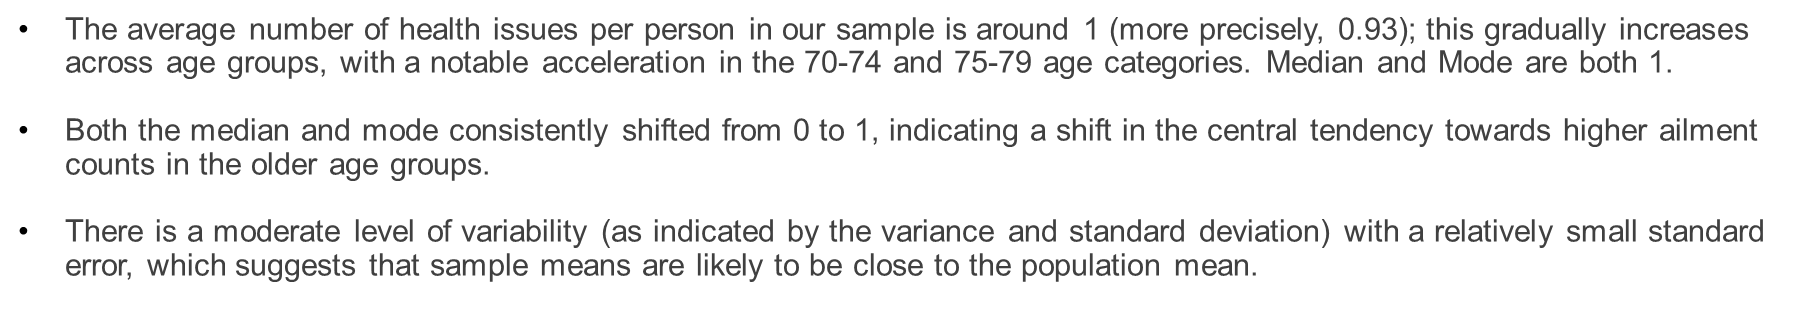 • The average number of health issues per person in our sample is around 1 (more precisely, 0.93); this gradually increases
across age groups, with a notable acceleration in the 70-74 and 75-79 age categories. Median and Mode are both 1.
• Both the median and mode consistently shifted from 0 to 1, indicating a shift in the central tendency towards higher ailment
counts in the older age groups.
• There is a moderate level of variability (as indicated by the variance and standard deviation) with a relatively small standard
error, which suggests that sample means are likely to be close to the population mean.